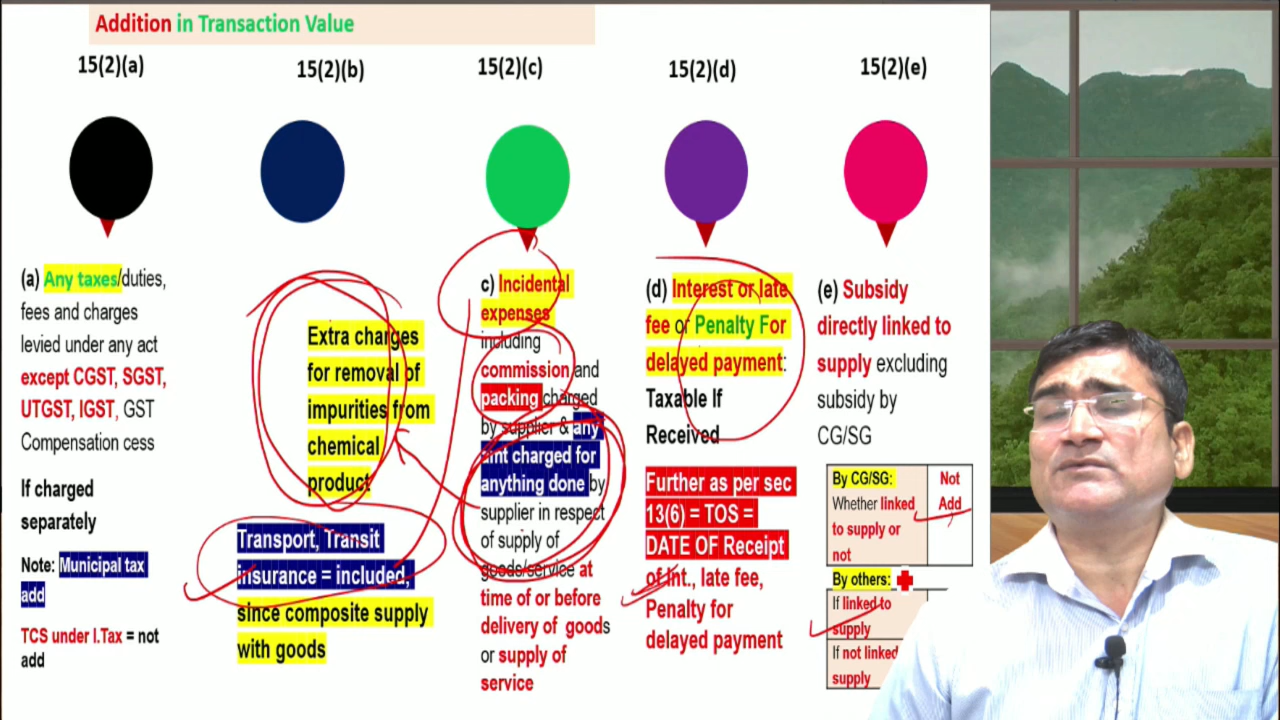 Addition in Transaction Value
15(2)(a)
15(2)(b)
15(2)(c)
15(2)(d)
15(2)(e)
(a) Any taxes/duties,
fees and charges
levied under any act
except CGST, SGST,
UTGST, IGST, GST
Compensation cess
If charged
separately
Note: Municipal tax
add
TCS under I.Tax = not
add
Extra charges
for removal of
impurities from
chemical
product
Transport, Transit
insurance = included,
since composite supply
with goods
c) Incidental
expenses
including
commission and
packing charged
by supplier & any
amt charged for
anything done by
supplier in respect
of supply of
goods/service at
time of or before
delivery of goods
or supply of
service
(d) Interest or late
fee or Penalty For
delayed payment:
Taxable If
Received
Further as per sec
13(6) = TOS =
DATE OF Receipt
of Int., late fee,
Penalty for
delayed payment
(e) Subsidy
directly linked to
supply excluding
subsidy by
CG/SG
By CG/SG:
Whether linked
to supply or
not
Not
Add
By others:
If linked to
supply
If not linked
supply